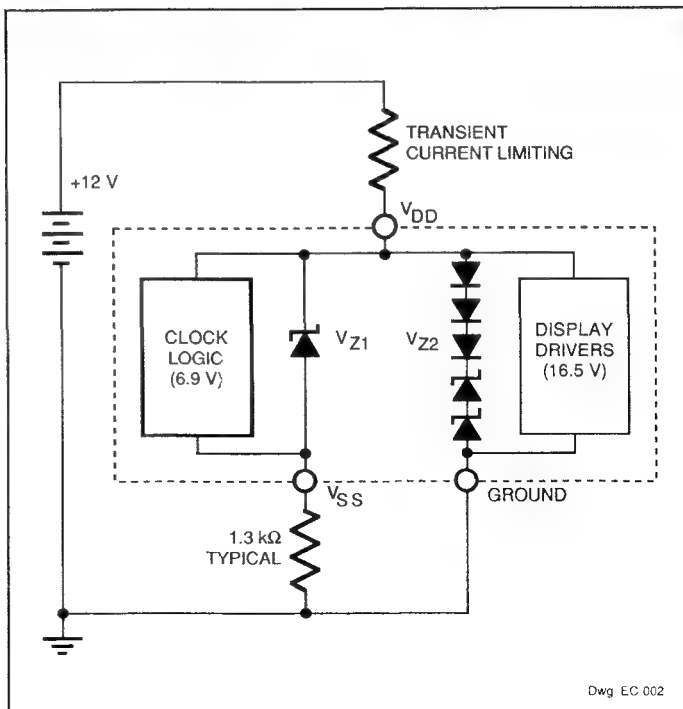 TRANSIENT
CURRENT LIMITING
+12 V
VDD
CLOCK
LOGIC
(6.9 V)
VZ1
VZ2
DISPLAY
DRIVERS
(16.5 V)
VSS
GROUND
1.3 kΩ
TYPICAL
Dwg EC 002